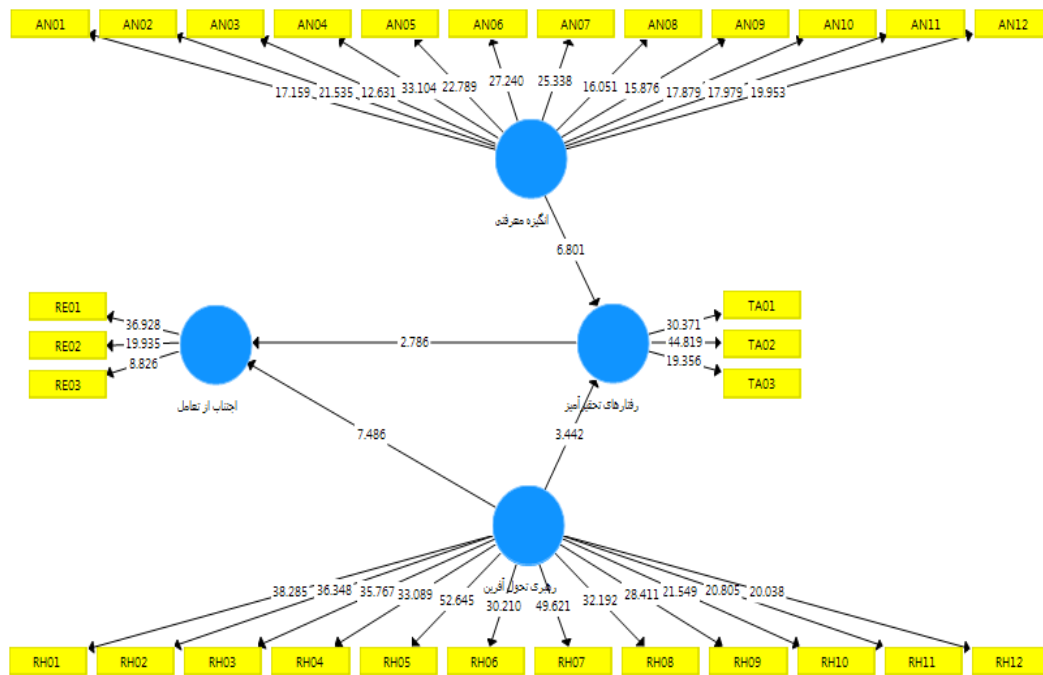 AN01 AN02 AN03 AN04 AN05 AN06 AN07 AN08 AN09 AN10 AN11 AN12
17.159 21.535 12.631 33.104 22.789 27.240 25.338 16.051 15.876 17.879 17.979 19.953
انگیزه معرفتی
6.801
RE01
RE02
RE03
36.928
19.935
8.826
اجتناب از تعامل
2.786
30.371
44.819
19.356
TA01
TA02
TA03
رفتارهای تحقیرآمیز
7.486
3.442
رهبری تحول آفرین
38.285 36.348 35.767 33.089 52.645 30.210 49.621 32.192 28.411 21.549 20.805 20.038
RH01 RH02 RH03 RH04 RH05 RH06 RH07 RH08 RH09 RH10 RH11 RH12